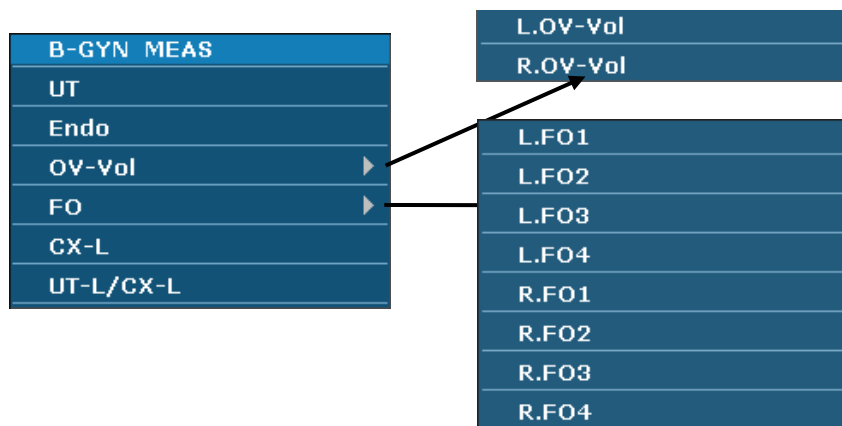 B-GYN MEAS
UT
Endo
OV-Vol
FO
CX-L
UT-L/CX-L
L.OV-Vol
R.OV-Vol
L.FO1
L.FO2
L.FO3
L.FO4
R.FO1
R.FO2
R.FO3
R.FO4